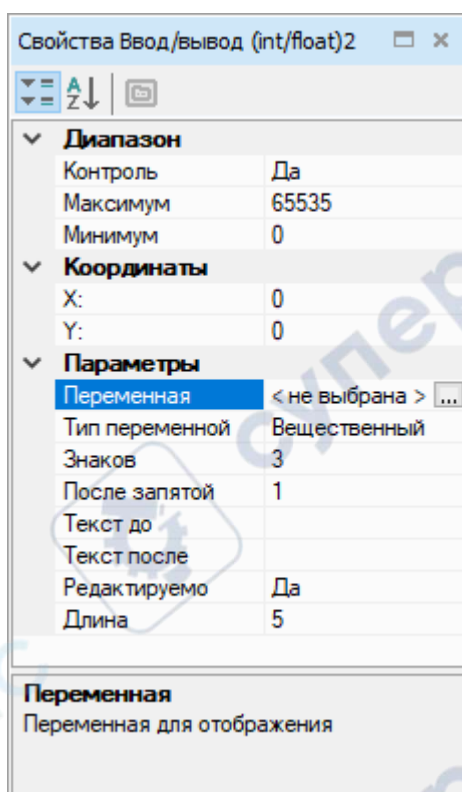 Свойства Ввод/вывод (int/float)2
Диапазон
Контроль Да
Максимум 65535
Минимум 0
Координаты
X: 0
Y: 0
Параметры
Переменная < не выбрана > ...
Тип переменной Вещественный
Знаков 3
После запятой 1
Текст до
Текст после
Редактируемо Да
Длина 5
Переменная
Переменная для отображения